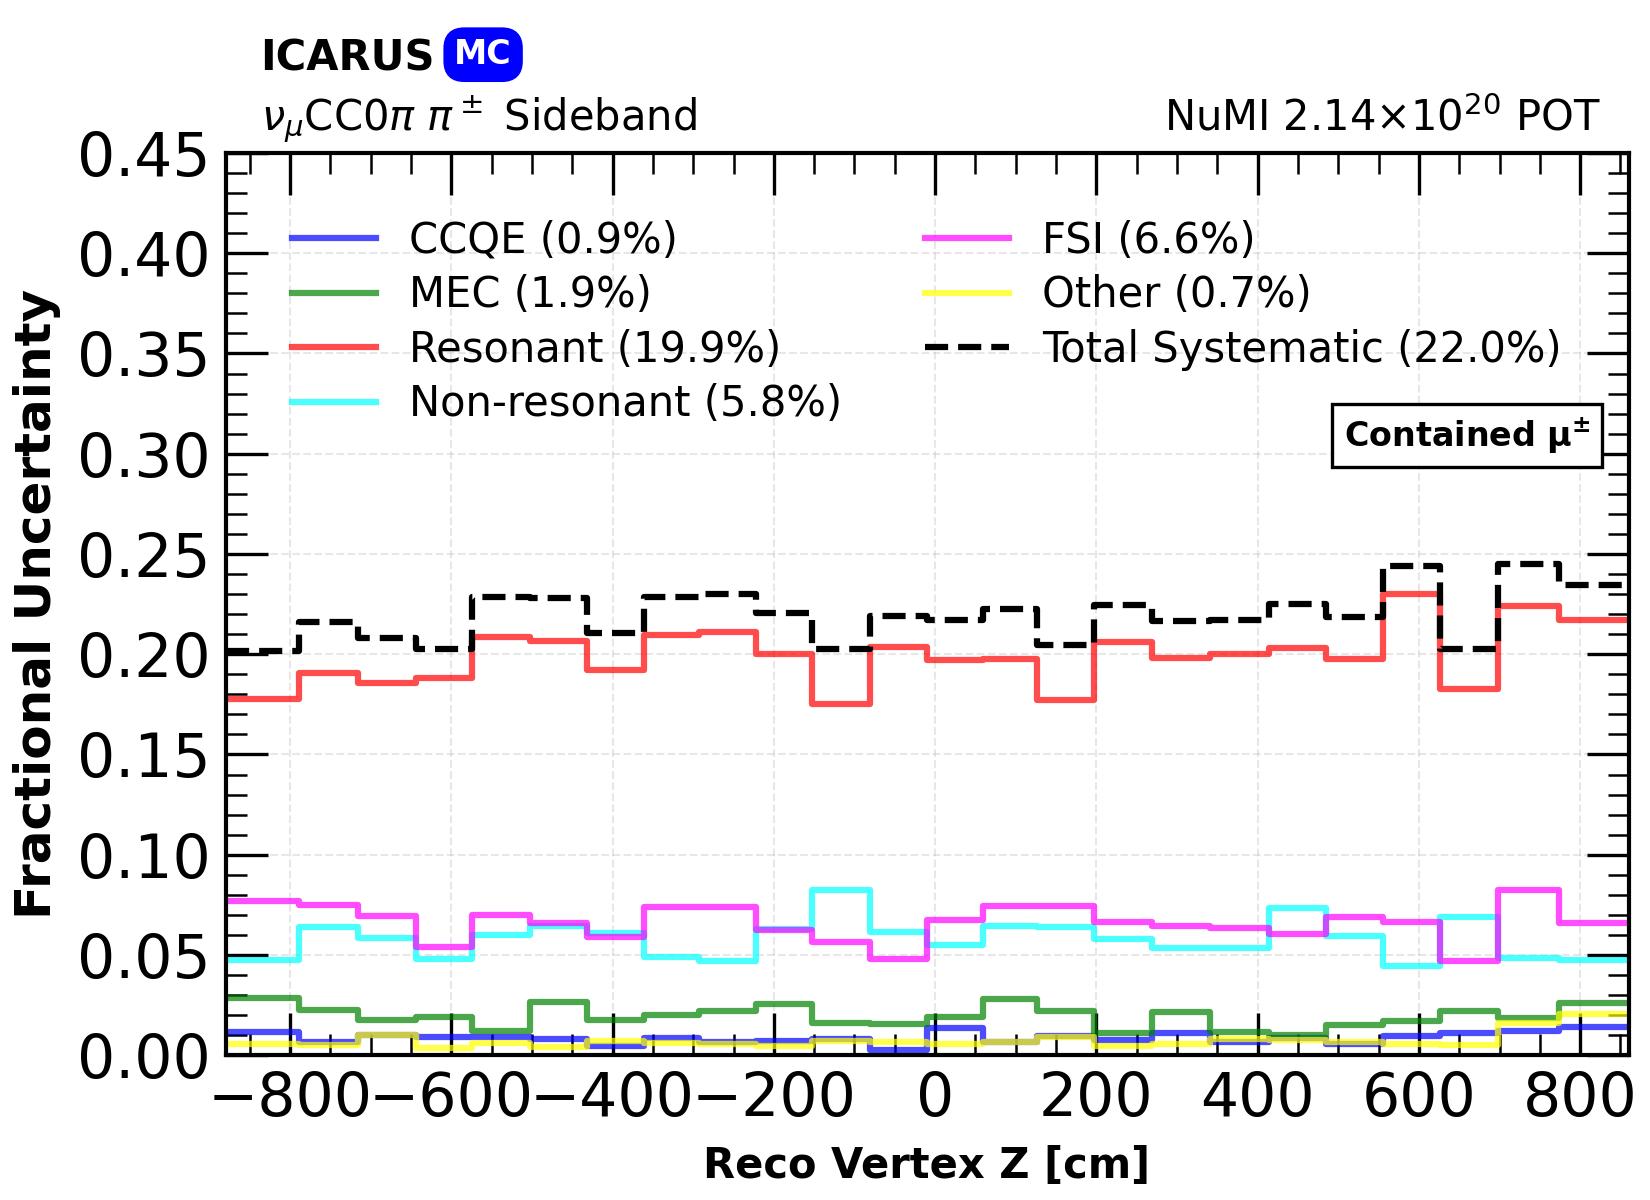 ICARUS MC
νμCC0π π± Sideband
NuMI 2.14×10²⁰ POT
0.45
0.40
0.35
0.30
0.25
0.20
0.15
0.10
0.05
0.00
Fractional Uncertainty
CCQE (0.9%)
MEC (1.9%)
Resonant (19.9%)
Non-resonant (5.8%)
FSI (6.6%)
Other (0.7%)
Total Systematic (22.0%)
Contained μ±
−800 −600 −400 −200 0 200 400 600 800
Reco Vertex Z [cm]